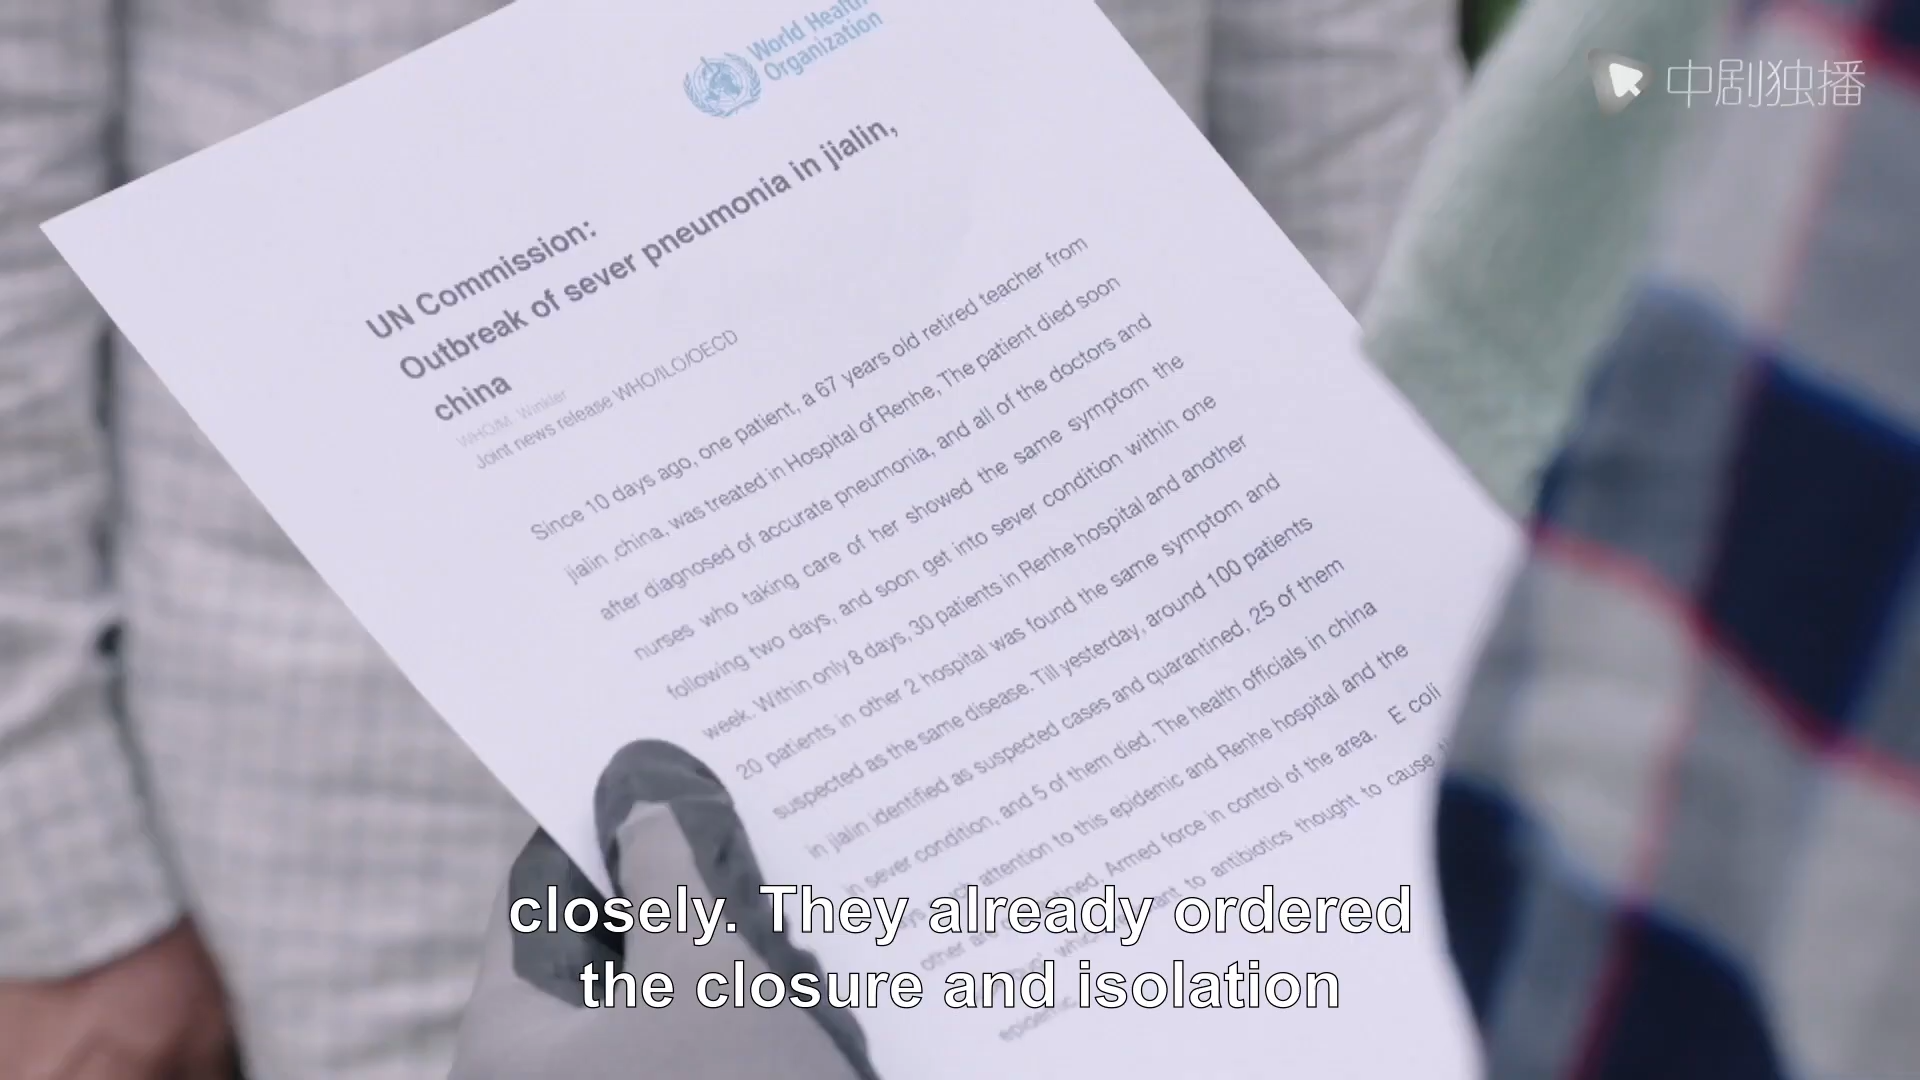 World Health
Organization
中剧独播
UN Commission:
Outbreak of sever pneumonia in jialin,
china
WHO/M. Winkler
Joint news release WHO/ILO/OECD
Since 10 days ago, one patient, a 67 years old retired teacher from
jialin ,china, was treated in Hospital of Renhe, The patient died soon
after diagnosed of accurate pneumonia, and all of the doctors and
nurses who taking care of her showed the same symptom the
following two days, and soon get into sever condition within one
week. Within only 8 days, 30 patients in Renhe hospital and another
20 patients in other 2 hospital was found the same symptom and
suspected as the same disease. Till yesterday, around 100 patients
in jialin identified as suspected cases and quarantined, 25 of them
in sever condition, and 5 of them died. The health officials in china
attention to this epidemic and Renhe hospital and the
other are Armed force in control of the area. E coli
to antibiotics thought to cause
epidemic
closely. They already ordered
the closure and isolation